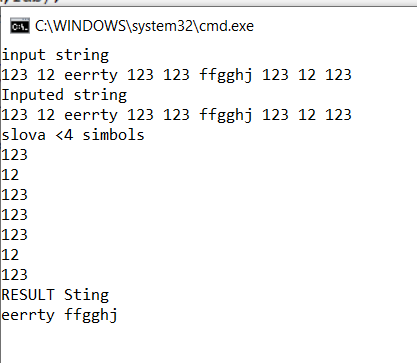 C:\WINDOWS\system32\cmd.exe
input string
123 12 eerrty 123 123 ffgghj 123 12 123
Inputed string
123 12 eerrty 123 123 ffgghj 123 12 123
slova <4 simbols
123
12
123
123
123
12
123
RESULT Sting
eerrty ffgghj